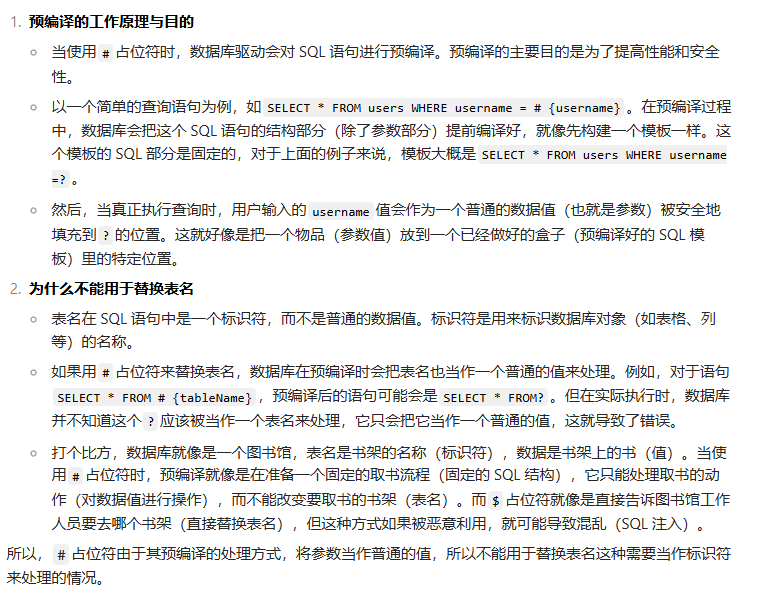 1. 预编译的工作原理与目的
○ 当使用 # 占位符时，数据库驱动会对 SQL 语句进行预编译。预编译的主要目的是为了提高性能和安全
性。
○ 以一个简单的查询语句为例，如 SELECT * FROM users WHERE username = # {username} 。在预编译过程
中，数据库会把这个 SQL 语句的结构部分（除了参数部分）提前编译好，就像先构建一个模板一样。这
个模板的 SQL 部分是固定的，对于上面的例子来说，模板大概是 SELECT * FROM users WHERE username
=? 。
○ 然后，当真正执行查询时，用户输入的 username 值会作为一个普通的数据值（也就是参数）被安全地
填充到 ? 的位置。这就好像是把一个物品（参数值）放到一个已经做好的盒子（预编译好的 SQL 模
板）里的特定位置。
2. 为什么不能用于替换表名
○ 表名在 SQL 语句中是一个标识符，而不是普通的数据值。标识符是用来标识数据库对象（如表格、列
等）的名称。
○ 如果用 # 占位符来替换表名，数据库在预编译时会把表名也当作一个普通的值来处理。例如，对于语句
SELECT * FROM # {tableName} ，预编译后的语句可能会是 SELECT * FROM? 。但在实际执行时，数据库
并不知道这个 ? 应该被当作一个表名来处理，它只会把它当作一个普通的值，这就导致了错误。
○ 打个比方，数据库就像是一个图书馆，表名是书架的名称（标识符），数据是书架上的书（值）。当使
用 # 占位符时，预编译就像是在准备一个固定的取书流程（固定的 SQL 结构），它只能处理取书的动
作（对数据值进行操作），而不能改变要取书的书架（表名）。而 $ 占位符就像是直接告诉图书馆工作
人员要去哪个书架（直接替换表名），但这种方式如果被恶意利用，就可能导致混乱（SQL 注入）。
所以， # 占位符由于其预编译的处理方式，将参数当作普通的值，所以不能用于替换表名这种需要当作标识符
来处理的情况。